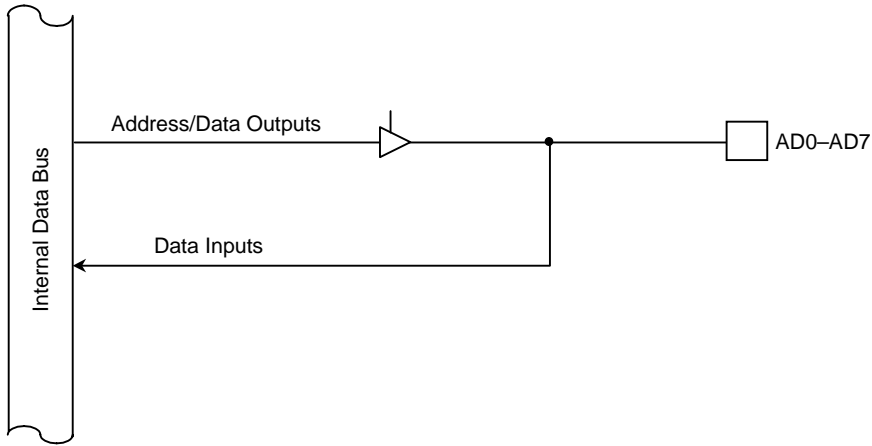 Address/Data Outputs
AD0–AD7
Data Inputs
Internal Data Bus